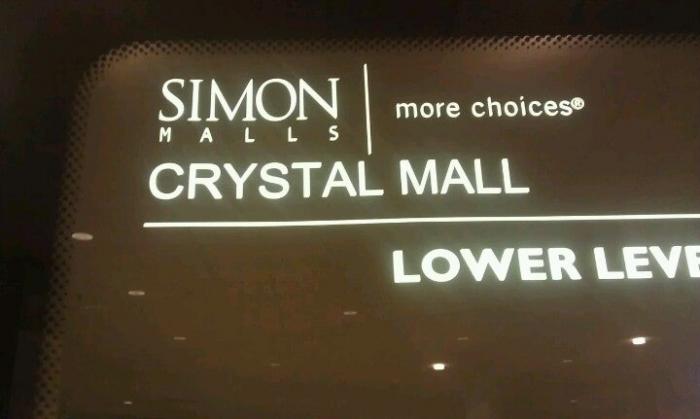 SIMON
MALLS
more choices®
CRYSTAL MALL
LOWER LEVE